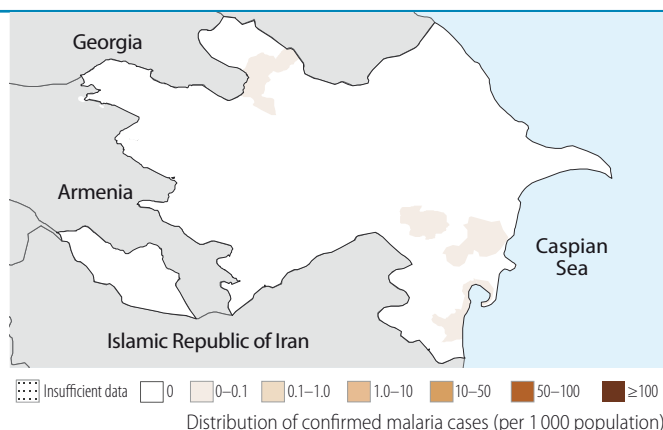 Georgia
Armenia
Caspian
Sea
Islamic Republic of Iran
Insufficient data 0 0–0.1 0.1–1.0 1.0–10 10–50 50–100 ≥100
Distribution of confirmed malaria cases (per 1 000 population)